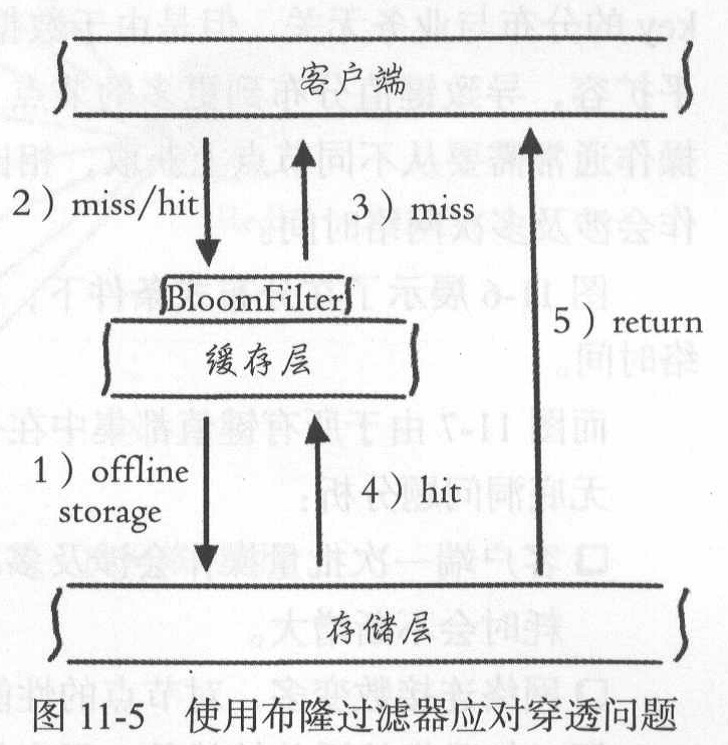 客户端
2）miss/hit
3）miss
BloomFilter
缓存层
5）return
1）offline
storage
4）hit
存储层
图 11-5 使用布隆过滤器应对穿透问题